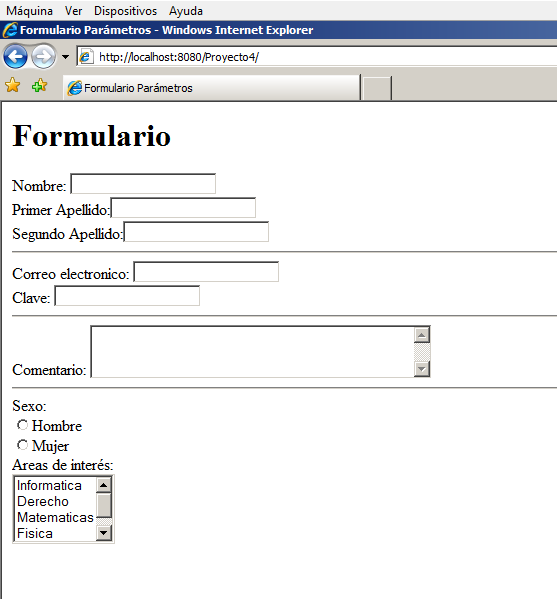 Máquina Ver Dispositivos Ayuda
Formulario Parámetros - Windows Internet Explorer
http://localhost:8080/Proyecto4/
Formulario Parámetros
Formulario
Nombre:
Primer Apellido:
Segundo Apellido:
Correo electronico:
Clave:
Comentario:
Sexo:
Hombre
Mujer
Areas de interés:
Informatica
Derecho
Matematicas
Fisica